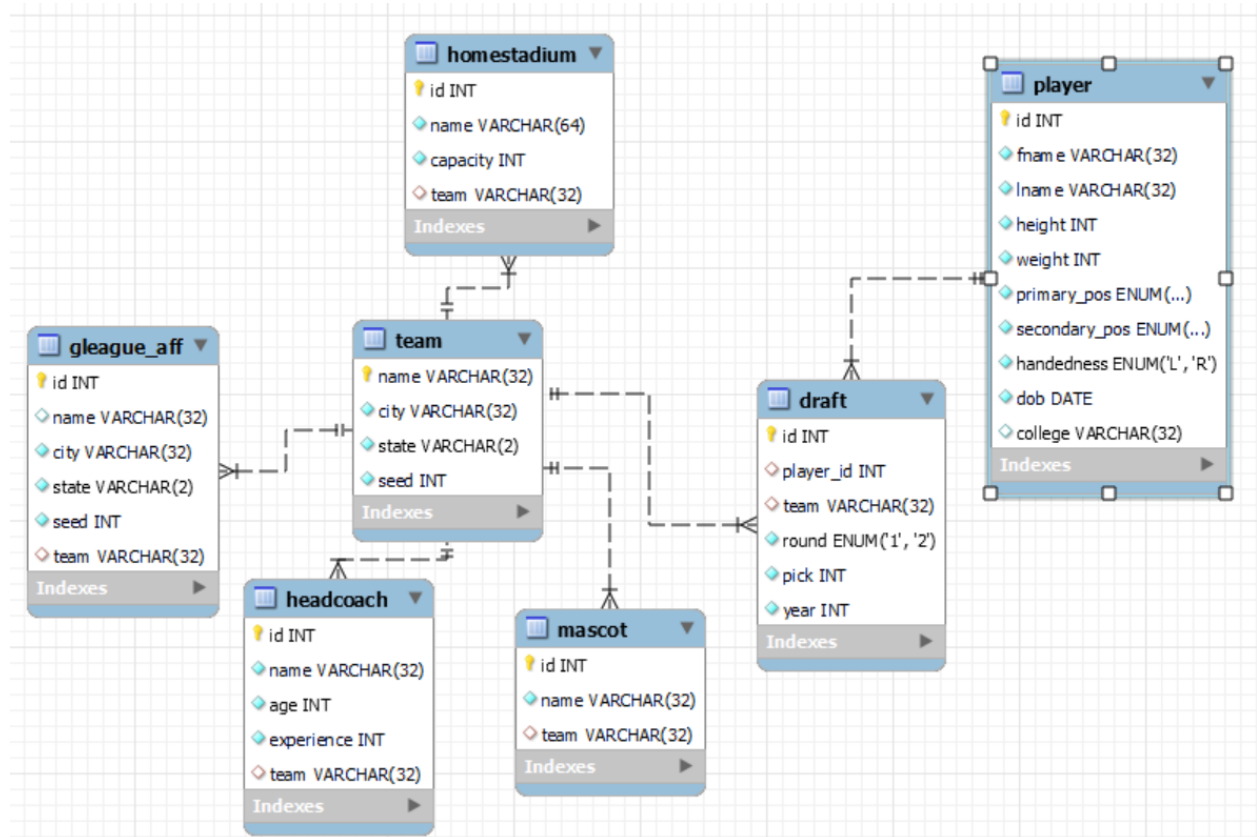 homestadium
id INT
name VARCHAR(64)
capacity INT
team VARCHAR(32)
Indexes
player
id INT
fname VARCHAR(32)
lname VARCHAR(32)
height INT
weight INT
primary_pos ENUM(...)
secondary_pos ENUM(...)
handedness ENUM('L', 'R')
dob DATE
college VARCHAR(32)
Indexes
gleague_aff
id INT
name VARCHAR(32)
city VARCHAR(32)
state VARCHAR(2)
seed INT
team VARCHAR(32)
Indexes
team
name VARCHAR(32)
city VARCHAR(32)
state VARCHAR(2)
seed INT
Indexes
draft
id INT
player_id INT
team VARCHAR(32)
round ENUM('1', '2')
pick INT
year INT
Indexes
headcoach
id INT
name VARCHAR(32)
age INT
experience INT
team VARCHAR(32)
Indexes
mascot
id INT
name VARCHAR(32)
team VARCHAR(32)
Indexes